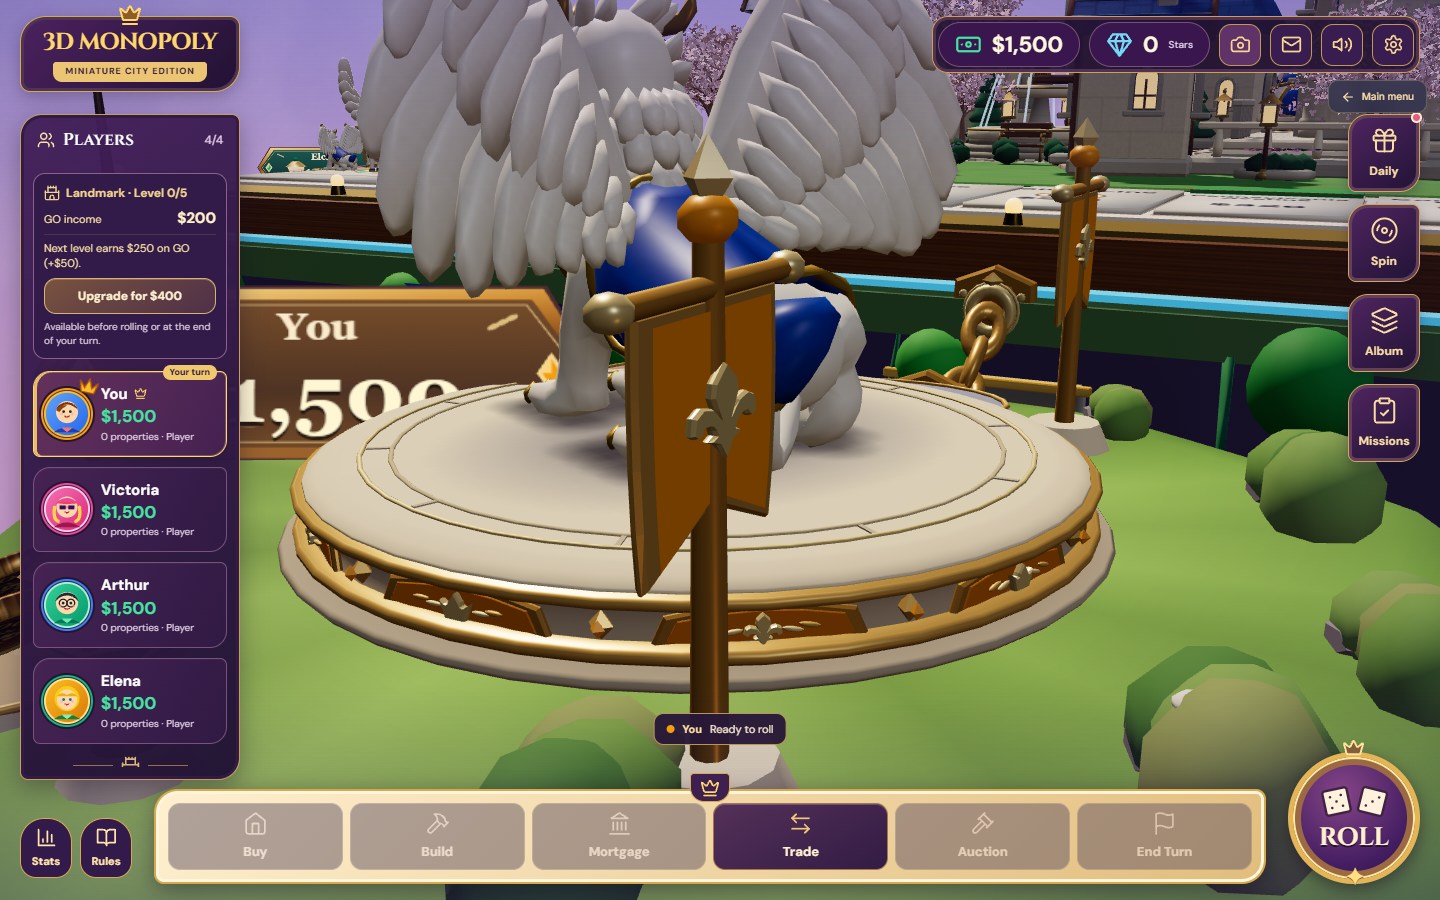 3D MONOPOLY
MINIATURE CITY EDITION
$1,500
0 Stars
Main menu
PLAYERS
4/4
Landmark · Level 0/5
GO income $200
Next level earns $250 on GO
(+$50).
Upgrade for $400
Available before rolling or at the end
of your turn.
Your turn
You
$1,500
0 properties · Player
Victoria
$1,500
0 properties · Player
Arthur
$1,500
0 properties · Player
Elena
$1,500
0 properties · Player
You
1,500
Daily
Spin
Album
Missions
You Ready to roll
Stats
Rules
Buy
Build
Mortgage
Trade
Auction
End Turn
ROLL